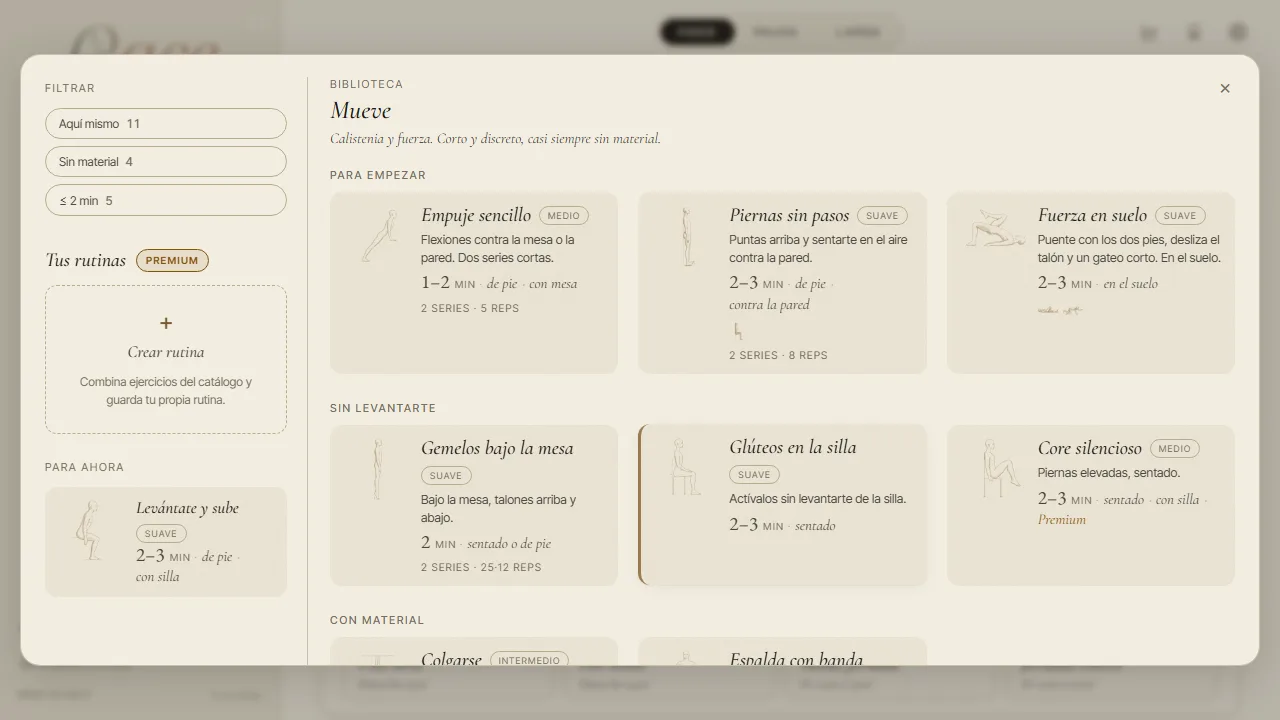 FILTRAR
Aquí mismo 11
Sin material 4
≤ 2 min 5
Tus rutinas PREMIUM
+
Crear rutina
Combina ejercicios del catálogo y
guarda tu propia rutina.
PARA AHORA
Levántate y sube
SUAVE
2–3 MIN · de pie ·
con silla
BIBLIOTECA
×
Mueve
Calistenia y fuerza. Corto y discreto, casi siempre sin material.
PARA EMPEZAR
Empuje sencillo MEDIO
Flexiones contra la mesa o la
pared. Dos series cortas.
1–2 MIN · de pie · con mesa
2 SERIES · 5 REPS
Piernas sin pasos SUAVE
Puntas arriba y sentarte en el aire
contra la pared.
2–3 MIN · de pie ·
contra la pared
2 SERIES · 8 REPS
Fuerza en suelo SUAVE
Puente con los dos pies, desliza el
talón y un gateo corto. En el suelo.
2–3 MIN · en el suelo
SIN LEVANTARTE
Gemelos bajo la mesa
SUAVE
Bajo la mesa, talones arriba y
abajo.
2 MIN · sentado o de pie
2 SERIES · 25-12 REPS
Glúteos en la silla
SUAVE
Actívalos sin levantarte de la silla.
2–3 MIN · sentado
Core silencioso MEDIO
Piernas elevadas, sentado.
2–3 MIN · sentado · con silla ·
Premium
CON MATERIAL
Colgarse INTERMEDIO
Espalda con banda